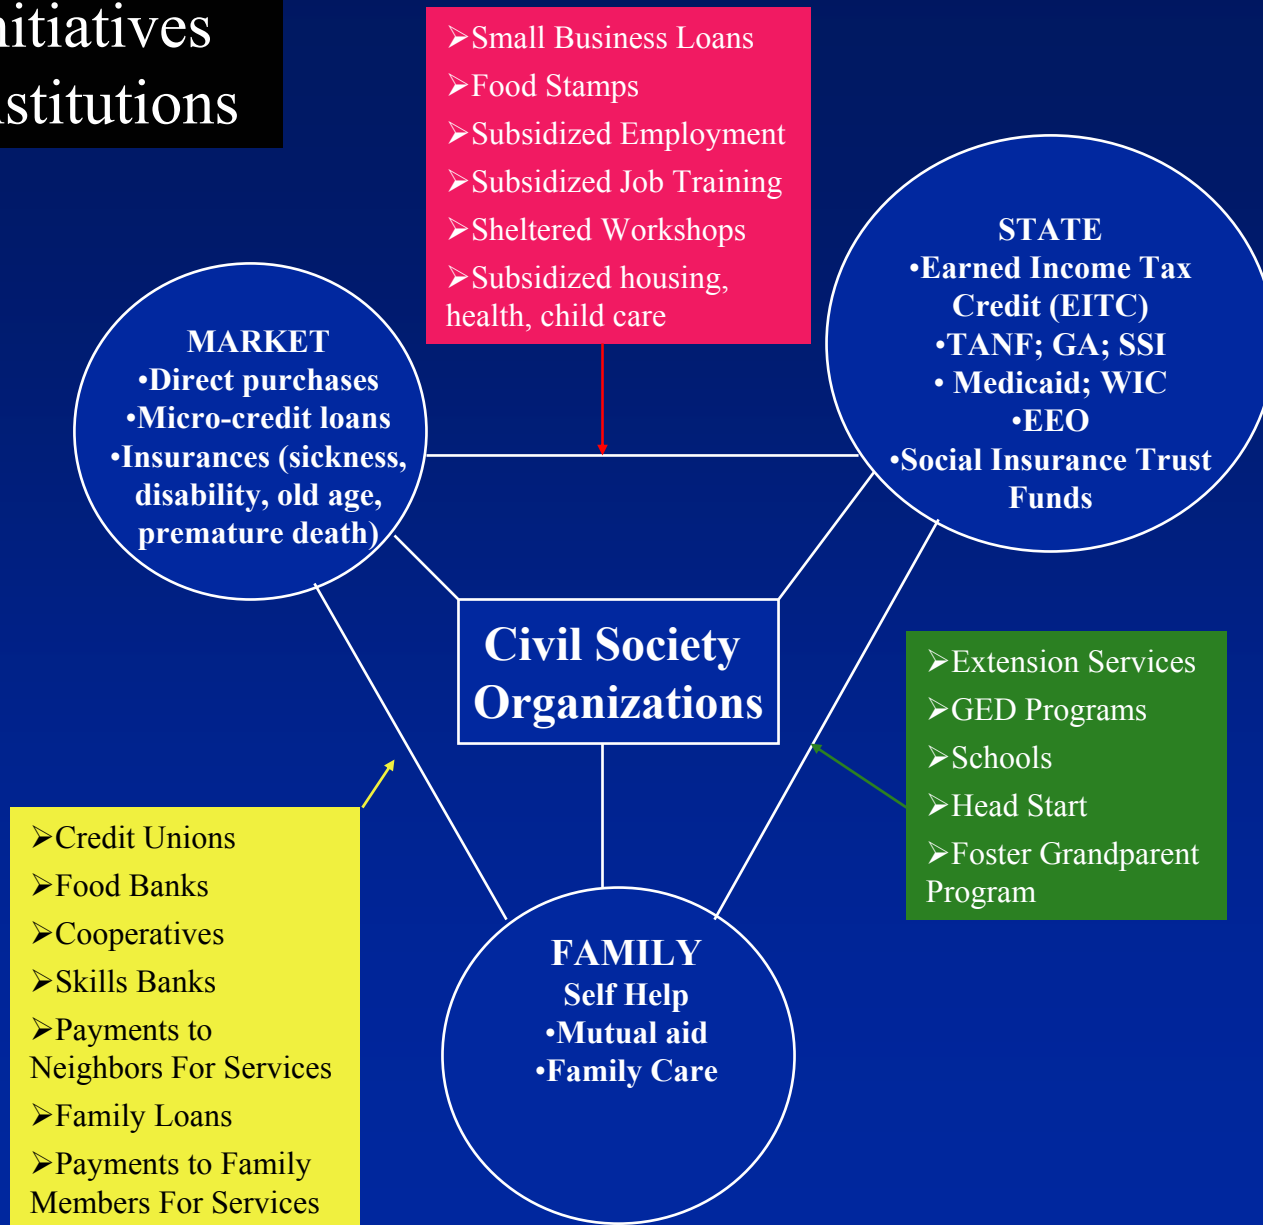 nitiatives
nstitutions
➢Small Business Loans
➢Food Stamps
➢Subsidized Employment
➢Subsidized Job Training
➢Sheltered Workshops
➢Subsidized housing,
health, child care
STATE
•Earned Income Tax
Credit (EITC)
•TANF; GA; SSI
• Medicaid; WIC
•EEO
•Social Insurance Trust
Funds
MARKET
•Direct purchases
•Micro-credit loans
•Insurances (sickness,
disability, old age,
premature death)
Civil Society
Organizations
➢Extension Services
➢GED Programs
➢Schools
➢Head Start
➢Foster Grandparent
Program
➢Credit Unions
➢Food Banks
➢Cooperatives
➢Skills Banks
➢Payments to
Neighbors For Services
➢Family Loans
➢Payments to Family
Members For Services
FAMILY
Self Help
•Mutual aid
•Family Care